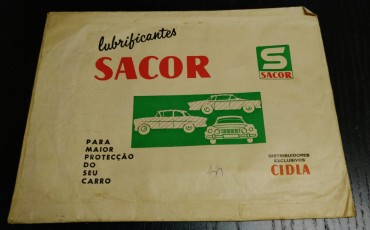 lubrificantes
SACOR
S
SACOR
PARA
MAIOR
PROTECÇÃO
DO
SEU
CARRO
DISTRIBUIDORES
EXCLUSIVOS
CIDLA